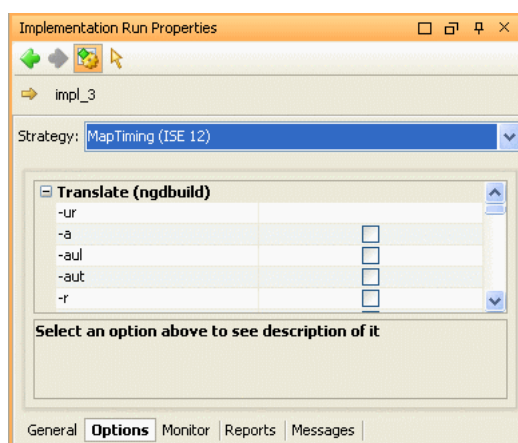 Implementation Run Properties
impl_3
Strategy: MapTiming (ISE 12)
Translate (ngdbuild)
-ur
-a
-aul
-aut
-r
Select an option above to see description of it
General Options Monitor Reports Messages